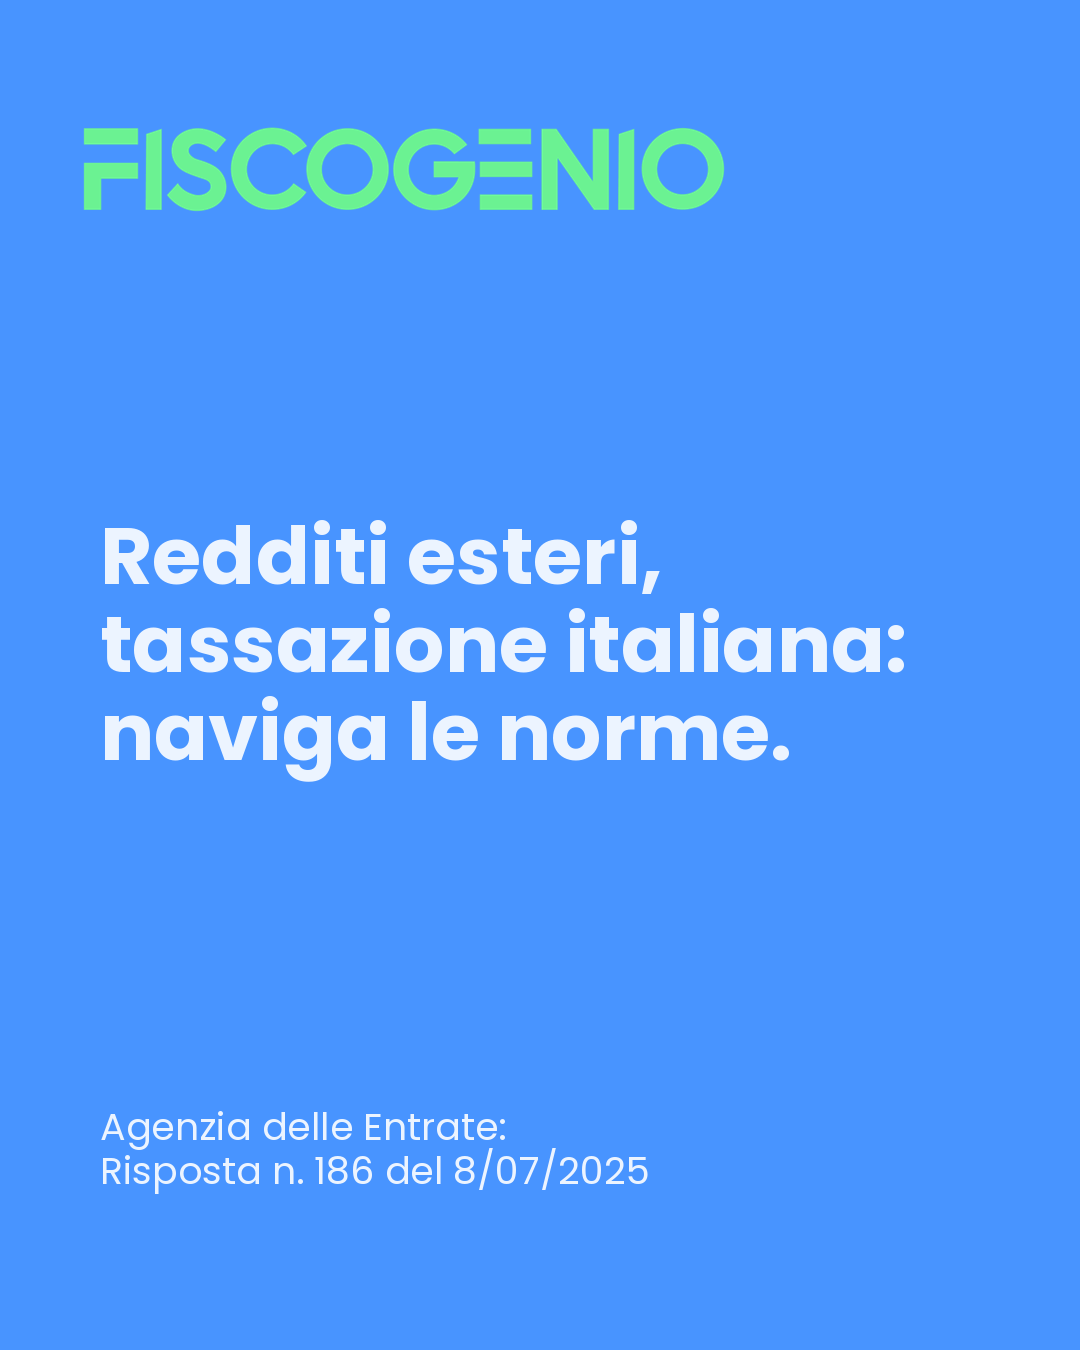 FISCOGENIO
Redditi esteri,
tassazione italiana:
naviga le norme.
Agenzia delle Entrate:
Risposta n. 186 del 8/07/2025